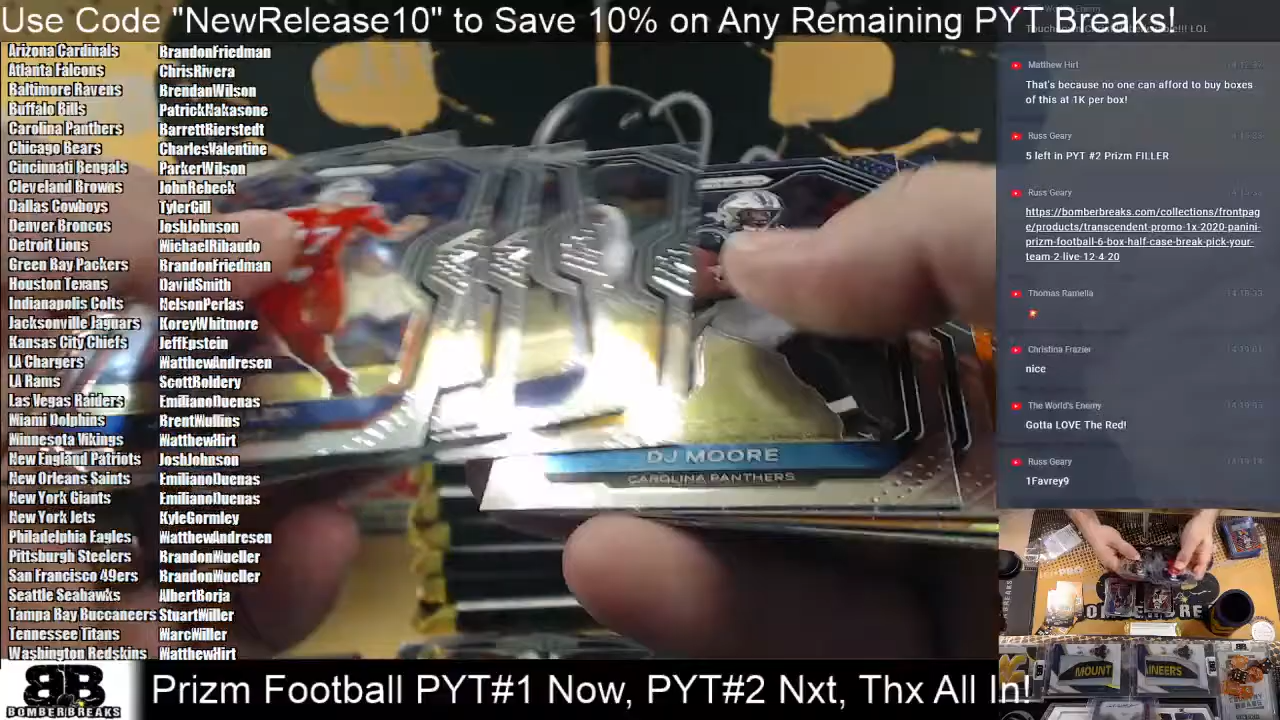 Use Code "NewRelease10" to Save 10% on Any Remaining PYT Breaks!
Arizona Cardinals BrandonFriedman
Atlanta Falcons ChrisRivera
Baltimore Ravens BrendanWilson
Buffalo Bills PatrickNakasone
Carolina Panthers BarrettBierstedt
Chicago Bears CharlesValentine
Cincinnati Bengals ParkerWilson
Cleveland Browns JohnRebeck
Dallas Cowboys TylerGill
Denver Broncos JoshJohnson
Detroit Lions MichaelRibaudo
Green Bay Packers BrandonFriedman
Houston Texans DavidSmith
Indianapolis Colts NelsonPerlas
Jacksonville Jaguars KoreyWhitmore
Kansas City Chiefs JeffEpstein
LA Chargers MatthewAndresen
LA Rams ScottRoldery
Las Vegas Raiders EmilianoDuenas
Miami Dolphins BrentWullins
Minnesota Vikings MatthewHirt
New England Patriots JoshJohnson
New Orleans Saints EmilianoDuenas
New York Giants EmilianoDuenas
New York Jets KyleGormley
Philadelphia Eagles MatthewAndresen
Pittsburgh Steelers BrandonMueller
San Francisco 49ers BrandonMueller
Seattle Seahawks AlbertBorja
Tampa Bay Buccaneers StuartMiller
Tennessee Titans MarcMiller
Washington Redskins MatthewHirt
DJ MOORE
CAROLINA PANTHERS
LOL
Matthew Hirt
That's because no one can afford to buy boxes
of this at 1K per box!
Russ Geary
5 left in PYT #2 Prizm FILLER
Russ Geary
https://bomberbreaks.com/collections/frontpag
e/products/transcendent-promo-1x-2020-panini-
prizm-football-6-box-half-case-break-pick-your-
team-2-live-12-4-20
Thomas Ramella
Christina Frazier
nice
The World's Enemy
Gotta LOVE The Red!
Russ Geary
1Favrey9
MOUNT
INEERS
BB
BOMBERBREAKS
Prizm Football PYT#1 Now, PYT#2 Nxt, Thx All In!